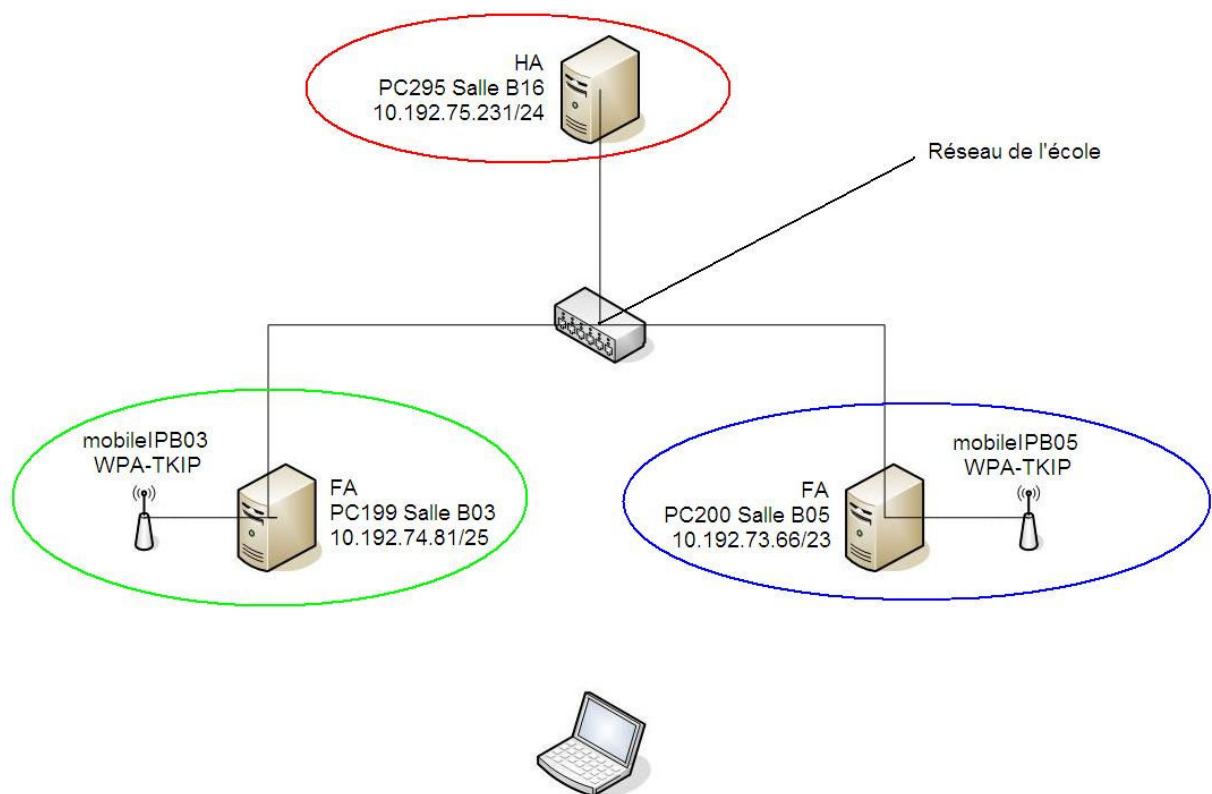 HA
PC295 Salle B16
10.192.75.231/24
Réseau de l'école
mobileIPB03
WPA-TKIP
FA
PC199 Salle B03
10.192.74.81/25
FA
PC200 Salle B05
10.192.73.66/23
mobileIPB05
WPA-TKIP